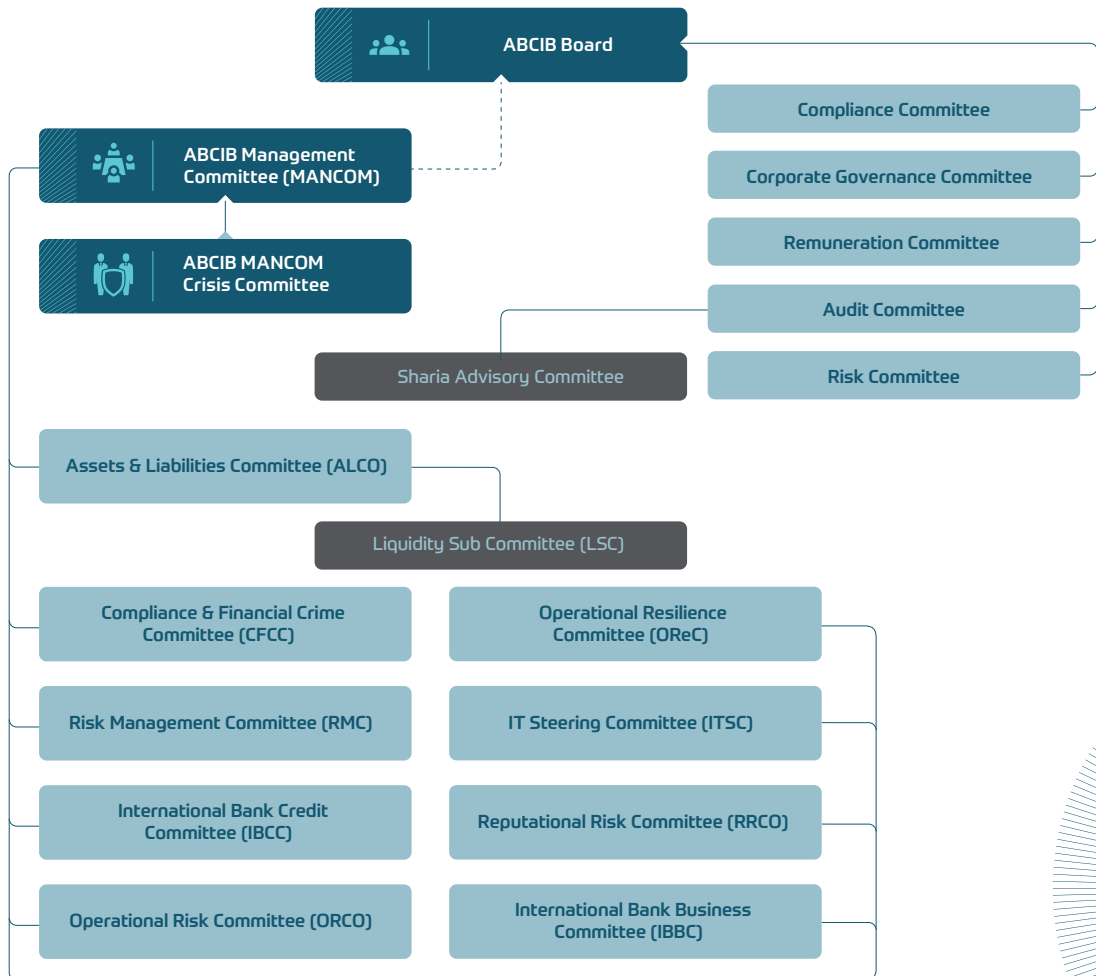 ABCIB Board
Compliance Committee
ABCIB Management
Committee (MANCOM)
Corporate Governance Committee
Remuneration Committee
ABCIB MANCOM
Crisis Committee
Audit Committee
Sharia Advisory Committee
Risk Committee
Assets & Liabilities Committee (ALCO)
Liquidity Sub Committee (LSC)
Compliance & Financial Crime
Committee (CFCC)
Operational Resilience
Committee (OReC)
Risk Management Committee (RMC)
IT Steering Committee (ITSC)
International Bank Credit
Committee (IBCC)
Reputational Risk Committee (RRCO)
Operational Risk Committee (ORCO)
International Bank Business
Committee (IBBC)